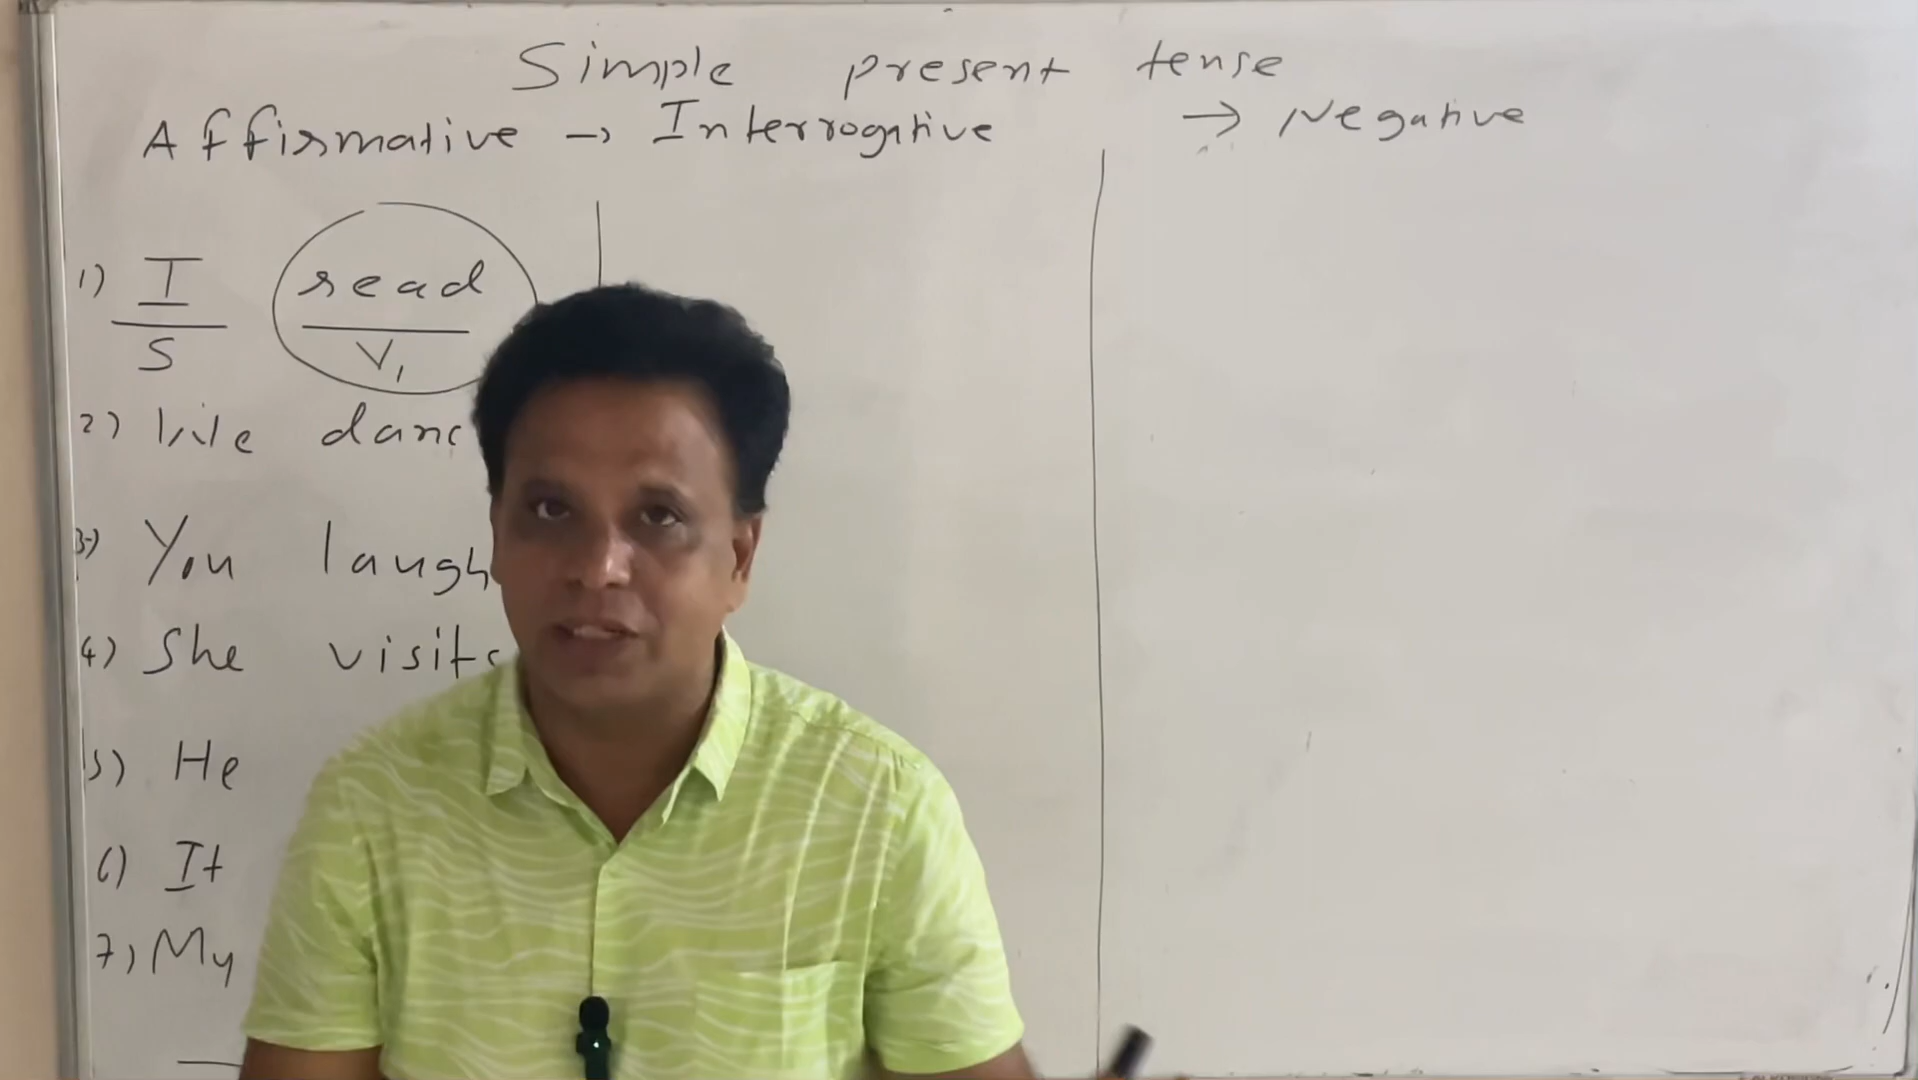 Simple present tense
Affirmative → Interrogative → Negative
1) I read
S V1
2) We danc
3) You laugh
4) She visits
5) He
6) It
7) My